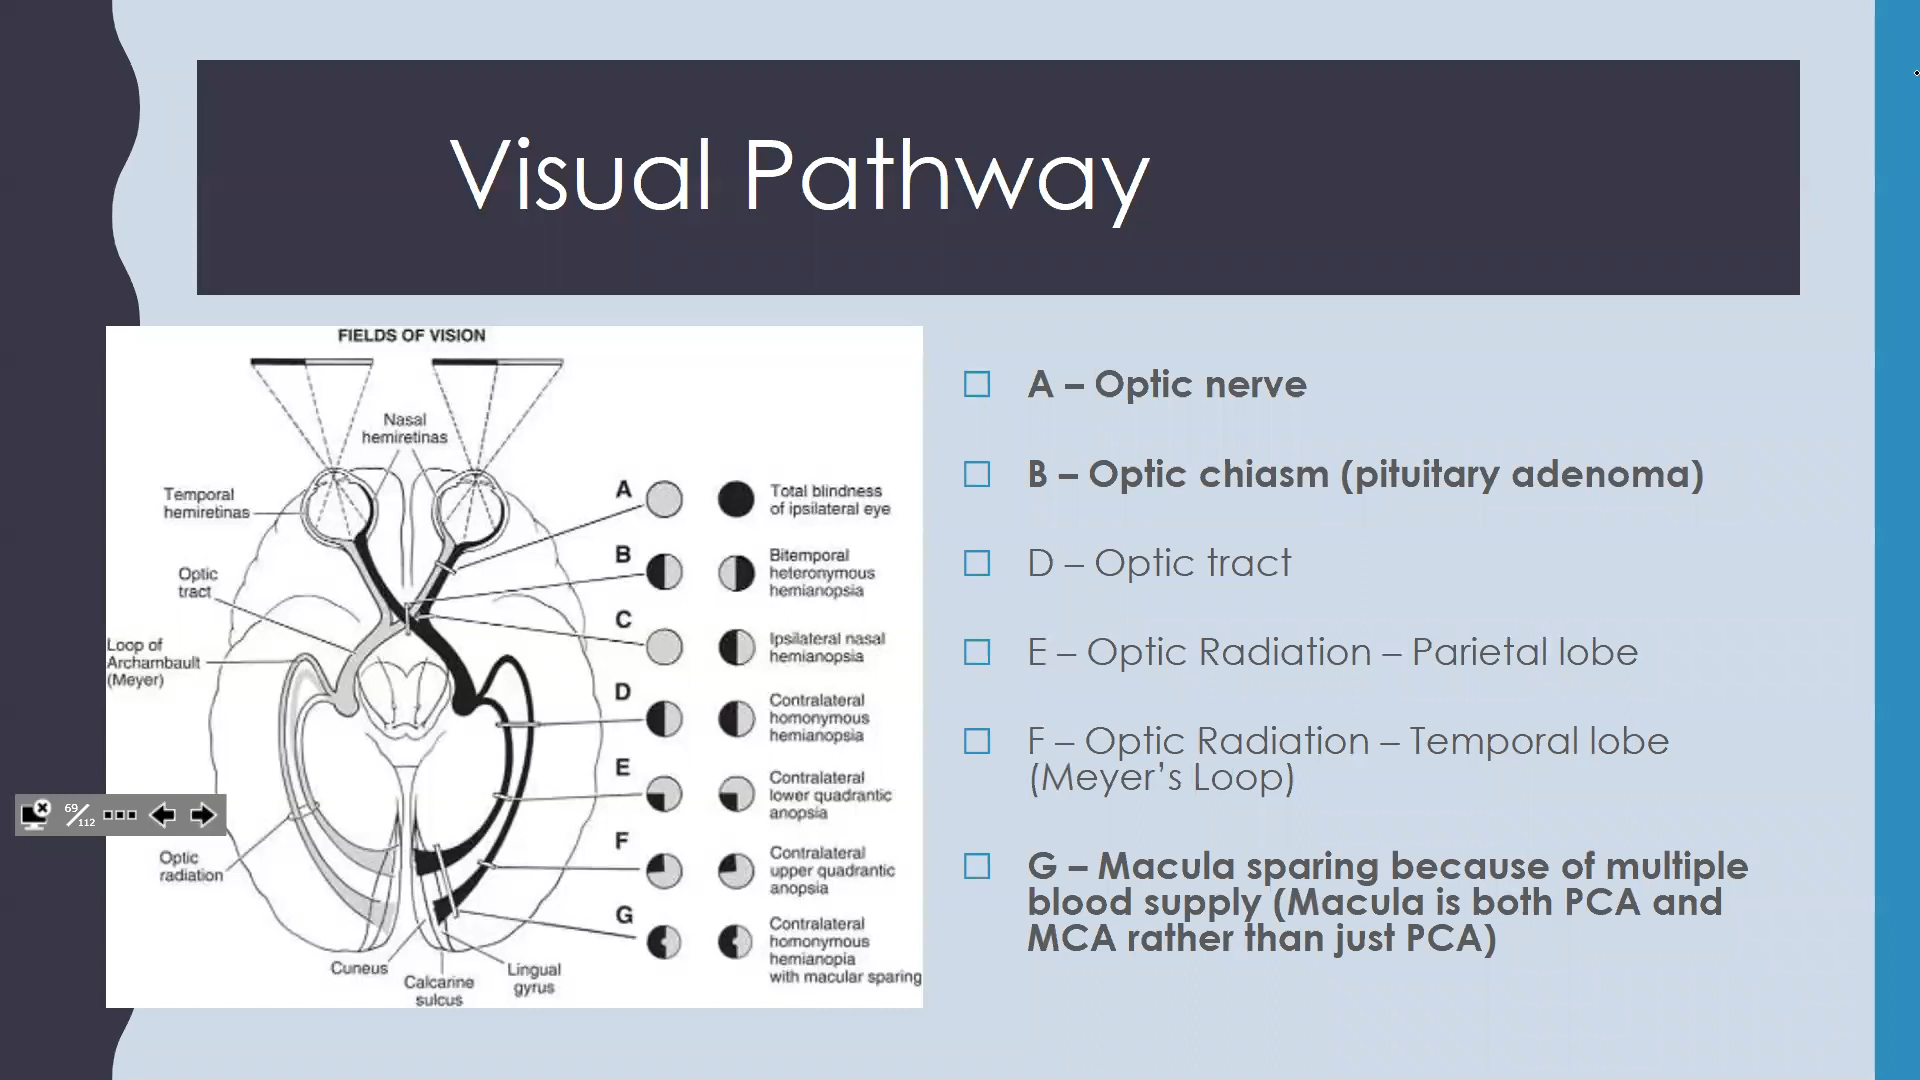 Visual Pathway
FIELDS OF VISION
Nasal
hemiretinas
Temporal
hemiretinas
Optic
tract
Loop of
Archambault
(Meyer)
Optic
radiation
Cuneus
Calcarine
sulcus
Lingual
gyrus
A
Total blindness
of ipsilateral eye
B
Bitemporal
heteronymous
hemianopsia
C
Ipsilateral nasal
hemianopsia
D
Contralateral
homonymous
hemianopsia
E
Contralateral
lower quadrantic
anopsia
F
Contralateral
upper quadrantic
anopsia
G
Contralateral
homonymous
hemianopia
with macular sparing
69/112
A – Optic nerve
B – Optic chiasm (pituitary adenoma)
D – Optic tract
E – Optic Radiation – Parietal lobe
F – Optic Radiation – Temporal lobe
(Meyer’s Loop)
G – Macula sparing because of multiple
blood supply (Macula is both PCA and
MCA rather than just PCA)